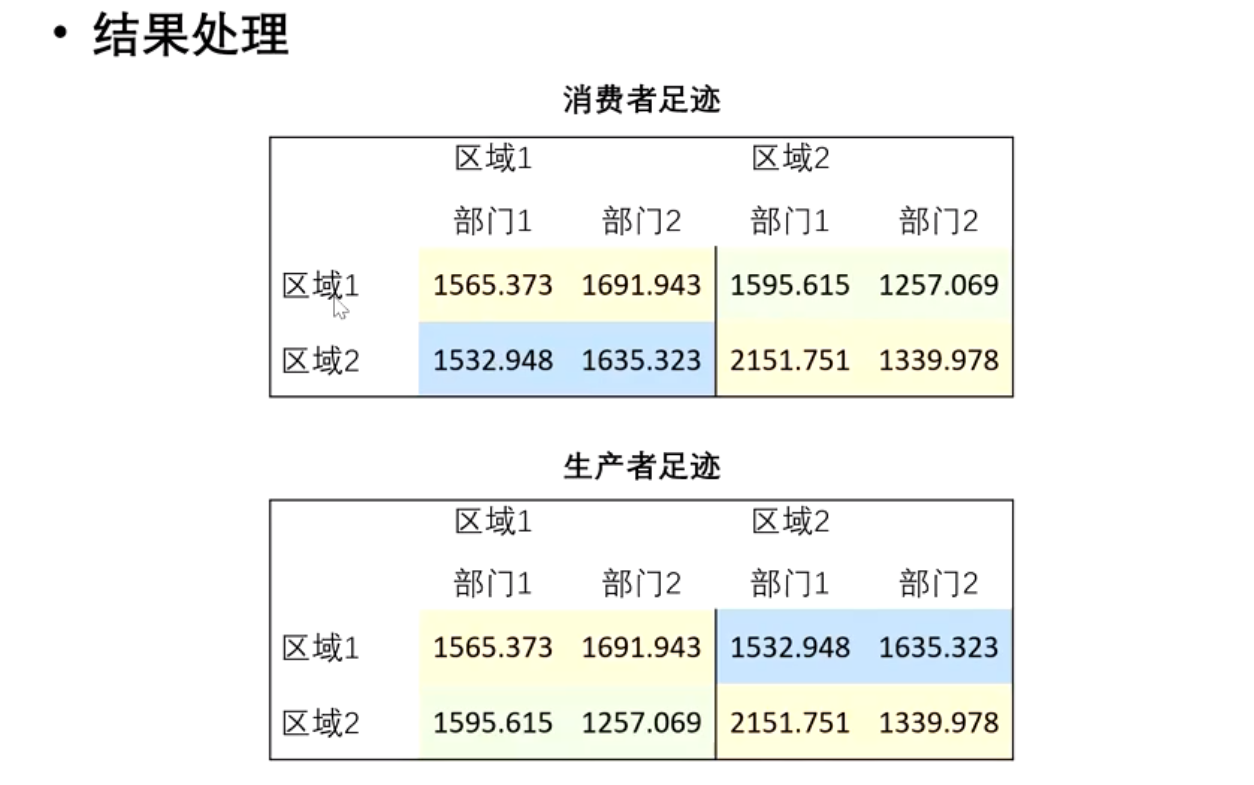 • 结果处理
消费者足迹
区域1 区域2
部门1 部门2 部门1 部门2
区域1 1565.373 1691.943 1595.615 1257.069
区域2 1532.948 1635.323 2151.751 1339.978
生产者足迹
区域1 区域2
部门1 部门2 部门1 部门2
区域1 1565.373 1691.943 1532.948 1635.323
区域2 1595.615 1257.069 2151.751 1339.978